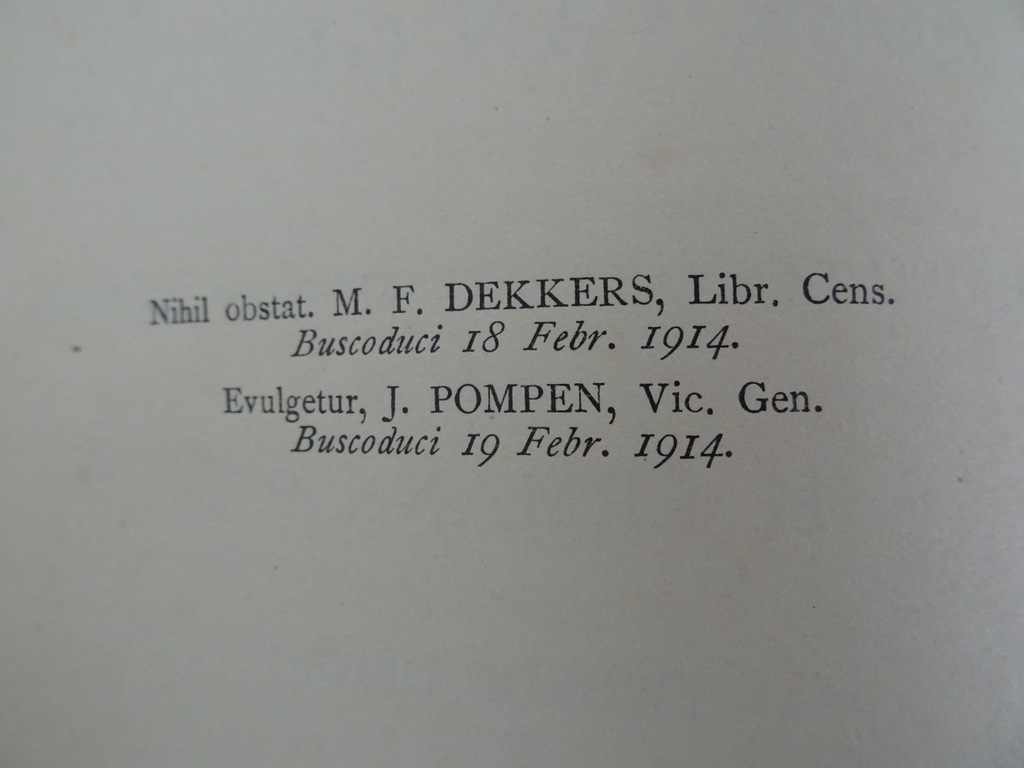 Nihil obstat. M. F. DEKKERS, Libr. Cens.
Buscoduci 18 Febr. 1914.
Evulgetur, J. POMPEN, Vic. Gen.
Buscoduci 19 Febr. 1914.